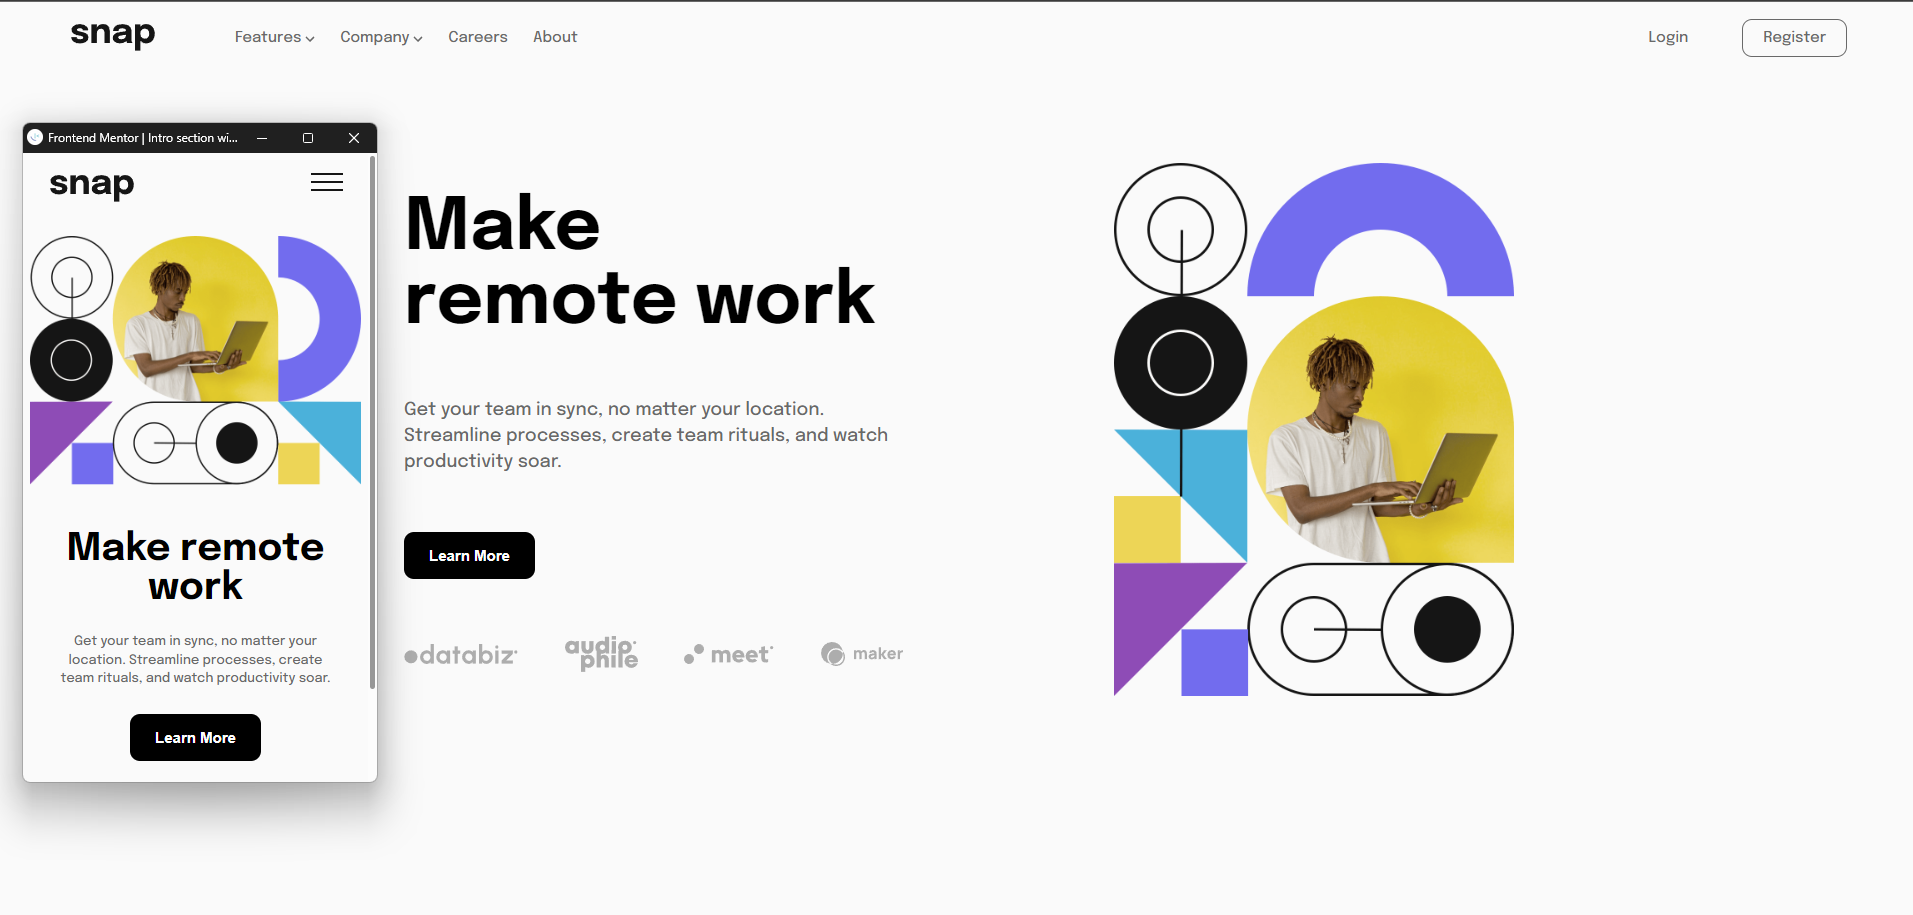 snap
Features
Company
Careers
About
Login
Register
Frontend Mentor | Intro section wi...
snap
Make remote
work
Get your team in sync, no matter your
location. Streamline processes, create
team rituals, and watch productivity soar.
Learn More
Make
remote work
Get your team in sync, no matter your location.
Streamline processes, create team rituals, and watch
productivity soar.
Learn More
databiz
audio
phile
meet
maker